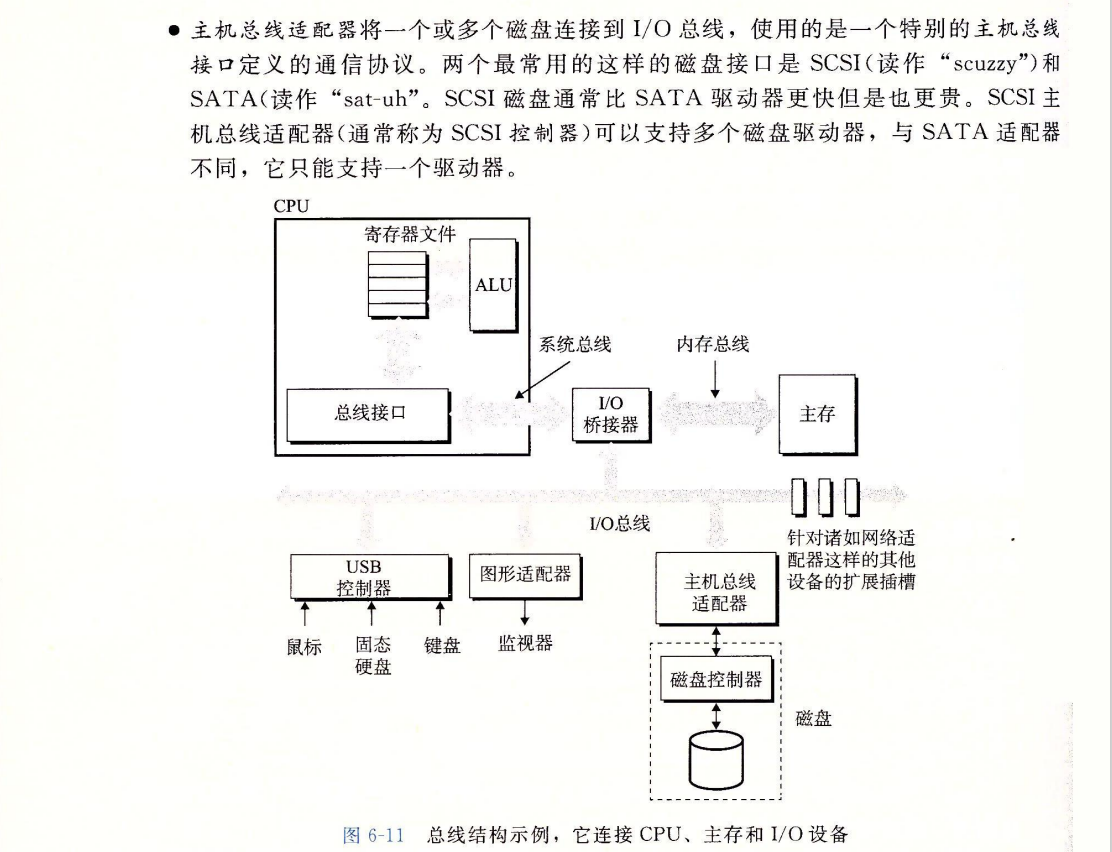 ● 主机总线适配器将一个或多个磁盘连接到 I/O 总线，使用的是一个特别的主机总线
接口定义的通信协议。两个最常用的这样的磁盘接口是 SCSI(读作“scuzzy”)和
SATA(读作“sat-uh”。SCSI 磁盘通常比 SATA 驱动器更快但是也更贵。SCSI 主
机总线适配器(通常称为 SCSI 控制器)可以支持多个磁盘驱动器，与 SATA 适配器
不同，它只能支持一个驱动器。
CPU
寄存器文件
ALU
系统总线
内存总线
总线接口
I/O
桥接器
主存
I/O总线
针对诸如网络适
配器这样的其他
设备的扩展插槽
USB
控制器
图形适配器
主机总线
适配器
鼠标
固态
硬盘
键盘
监视器
磁盘控制器
磁盘
图 6-11 总线结构示例，它连接 CPU、主存和 I/O 设备